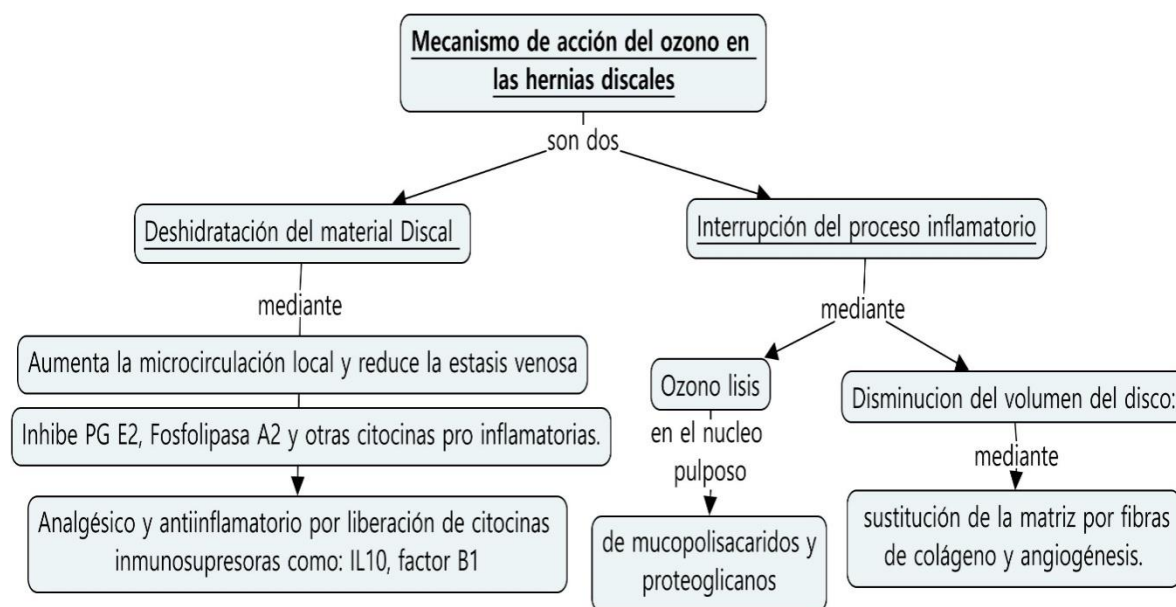 Mecanismo de acción del ozono en
las hernias discales
son dos
Deshidratación del material Discal
mediante
Aumenta la microcirculación local y reduce la estasis venosa
Inhibe PG E2, Fosfolipasa A2 y otras citocinas pro inflamatorias.
Analgésico y antiinflamatorio por liberación de citocinas
inmunosupresoras como: IL10, factor B1
Interrupción del proceso inflamatorio
mediante
Ozono lisis
en el nucleo
pulposo
de mucopolisacaridos y
proteoglicanos
Disminucion del volumen del disco:
mediante
sustitución de la matriz por fibras
de colágeno y angiogénesis.